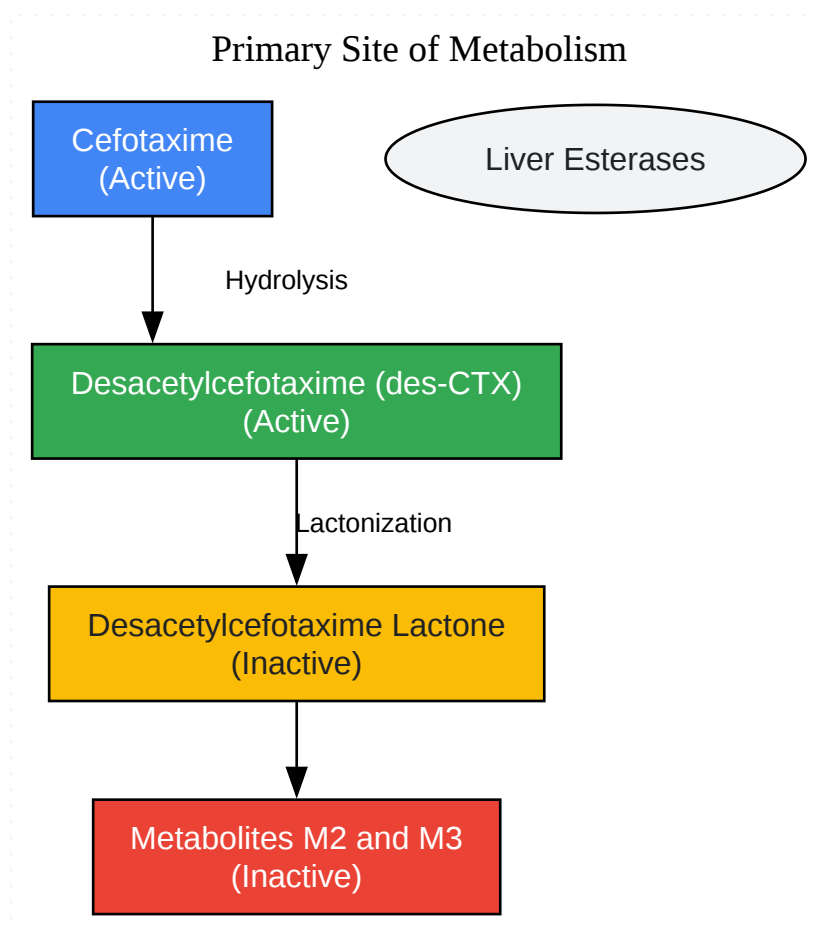 Primary Site of Metabolism
Cefotaxime
(Active)
Liver Esterases
Hydrolysis
Desacetylcefotaxime (des-CTX)
(Active)
Lactonization
Desacetylcefotaxime Lactone
(Inactive)
Metabolites M2 and M3
(Inactive)